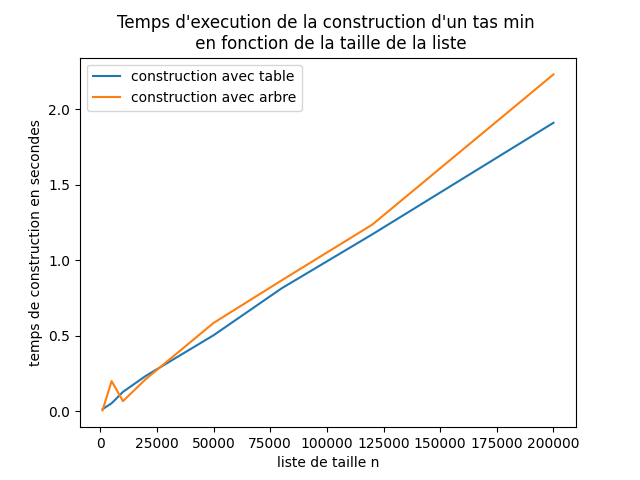 Temps d'execution de la construction d'un tas min
en fonction de la taille de la liste
construction avec table
construction avec arbre
temps de construction en secondes
2.0
1.5
1.0
0.5
0.0
0 25000 50000 75000 100000 125000 150000 175000 200000
liste de taille n